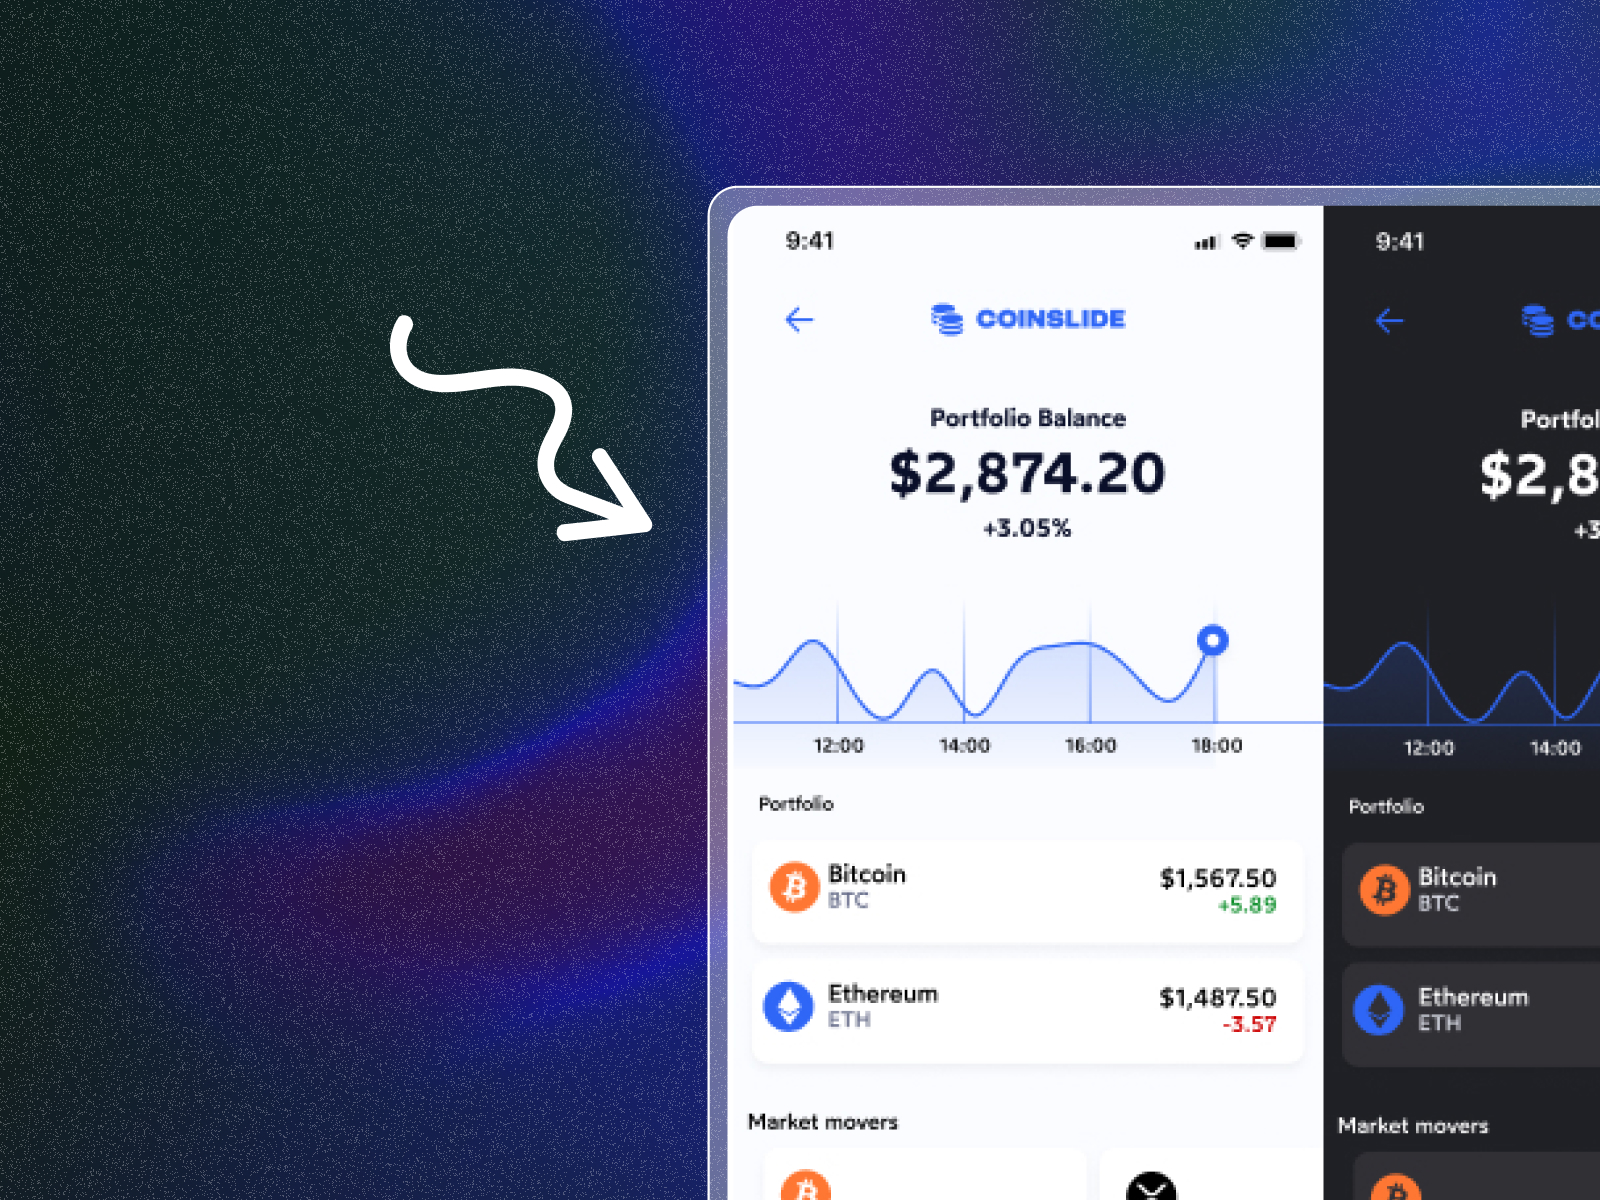 9:41
COINSLIDE
Portfolio Balance
$2,874.20
+3.05%
12:00 14:00 16:00 18:00
Portfolio
Bitcoin
BTC
$1,567.50
+5.89
Ethereum
ETH
$1,487.50
-3.57
Market movers
9:41
CO
Portfol
$2,8
+3
12:00 14:00
Portfolio
Bitcoin
BTC
Ethereum
ETH
Market movers